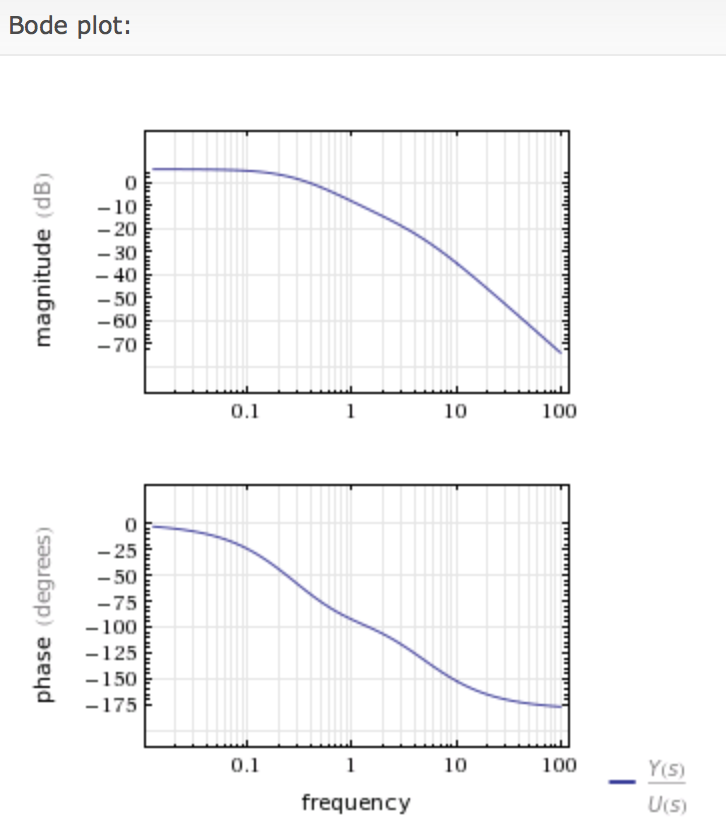 Bode plot:
magnitude (dB)
0
−10
−20
−30
−40
−50
−60
−70
0.1 1 10 100
phase (degrees)
0
−25
−50
−75
−100
−125
−150
−175
0.1 1 10 100
frequency
Y(s)
U(s)